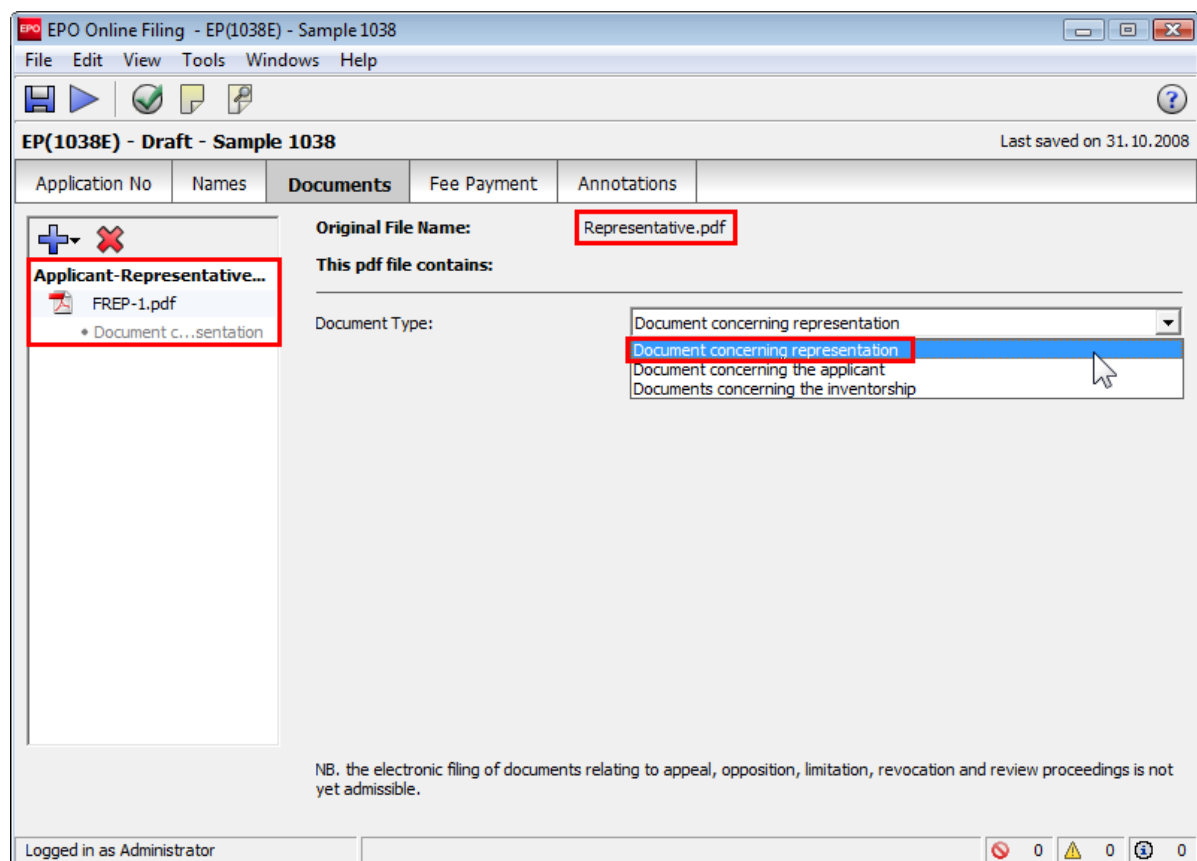 EPO EPO Online Filing - EP(1038E) - Sample 1038
File Edit View Tools Windows Help
EP(1038E) - Draft - Sample 1038 Last saved on 31.10.2008
Application No Names Documents Fee Payment Annotations
Original File Name: Representative.pdf
This pdf file contains:
Applicant-Representative...
FREP-1.pdf
• Document c...sentation
Document Type: Document concerning representation
Document concerning representation
Document concerning the applicant
Documents concerning the inventorship
NB. the electronic filing of documents relating to appeal, opposition, limitation, revocation and review proceedings is not
yet admissible.
Logged in as Administrator 0 0 0